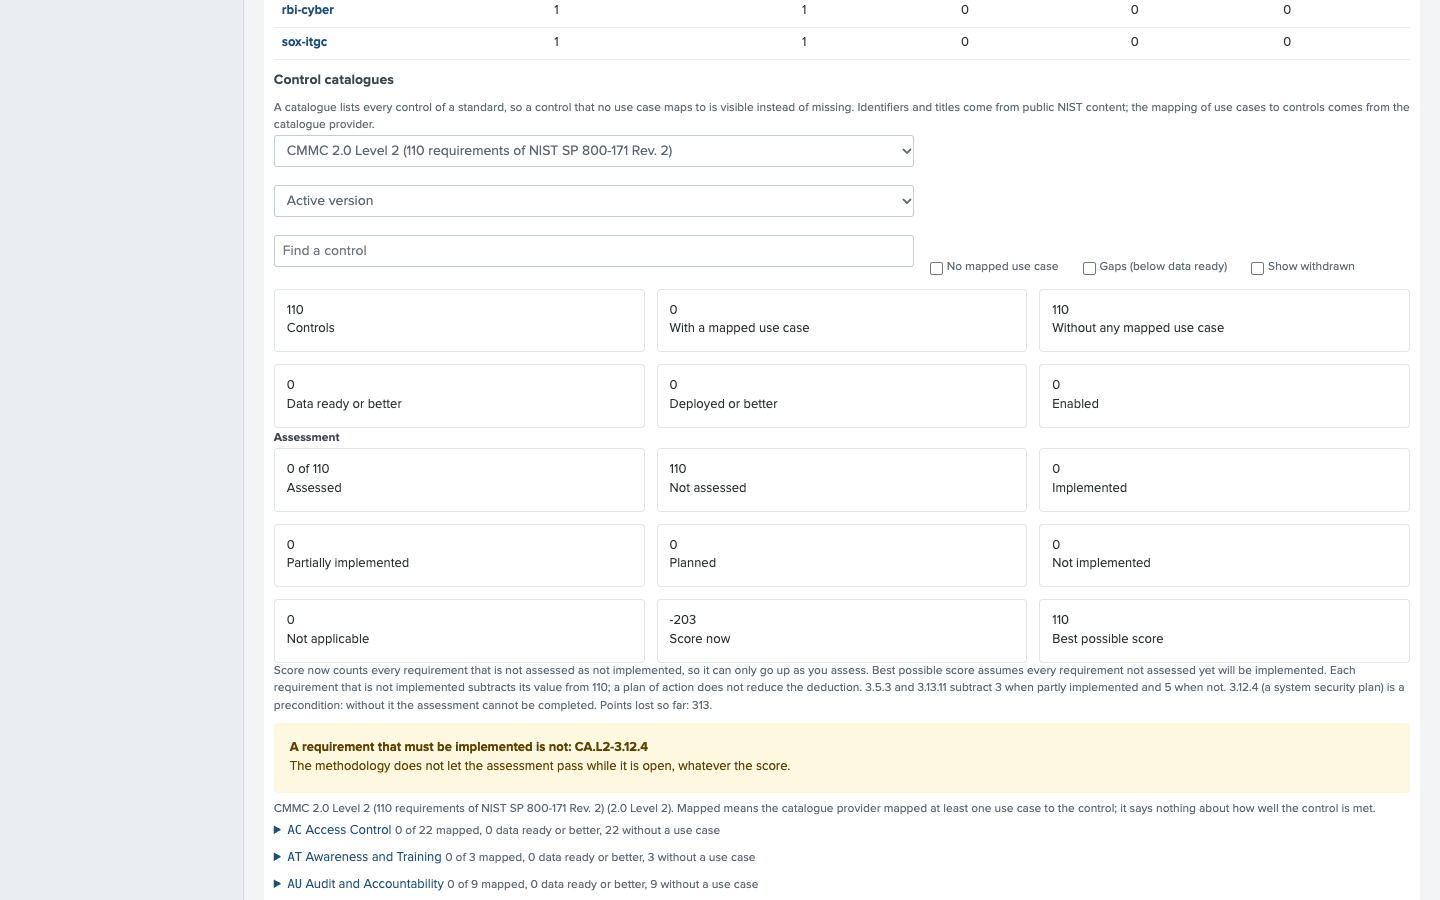 rbi-cyber 1 1 0 0 0
sox-itgc 1 1 0 0 0
Control catalogues
A catalogue lists every control of a standard, so a control that no use case maps to is visible instead of missing. Identifiers and titles come from public NIST content; the mapping of use cases to controls comes from the
catalogue provider.
CMMC 2.0 Level 2 (110 requirements of NIST SP 800-171 Rev. 2)
Active version
Find a control
No mapped use case Gaps (below data ready) Show withdrawn
110
Controls
0
With a mapped use case
110
Without any mapped use case
0
Data ready or better
0
Deployed or better
0
Enabled
Assessment
0 of 110
Assessed
110
Not assessed
0
Implemented
0
Partially implemented
0
Planned
0
Not implemented
0
Not applicable
-203
Score now
110
Best possible score
Score now counts every requirement that is not assessed as not implemented, so it can only go up as you assess. Best possible score assumes every requirement not assessed yet will be implemented. Each
requirement that is not implemented subtracts its value from 110; a plan of action does not reduce the deduction. 3.5.3 and 3.13.11 subtract 3 when partly implemented and 5 when not. 3.12.4 (a system security plan) is a
precondition: without it the assessment cannot be completed. Points lost so far: 313.
A requirement that must be implemented is not: CA.L2-3.12.4
The methodology does not let the assessment pass while it is open, whatever the score.
CMMC 2.0 Level 2 (110 requirements of NIST SP 800-171 Rev. 2) (2.0 Level 2). Mapped means the catalogue provider mapped at least one use case to the control; it says nothing about how well the control is met.
AC Access Control 0 of 22 mapped, 0 data ready or better, 22 without a use case
AT Awareness and Training 0 of 3 mapped, 0 data ready or better, 3 without a use case
AU Audit and Accountability 0 of 9 mapped, 0 data ready or better, 9 without a use case